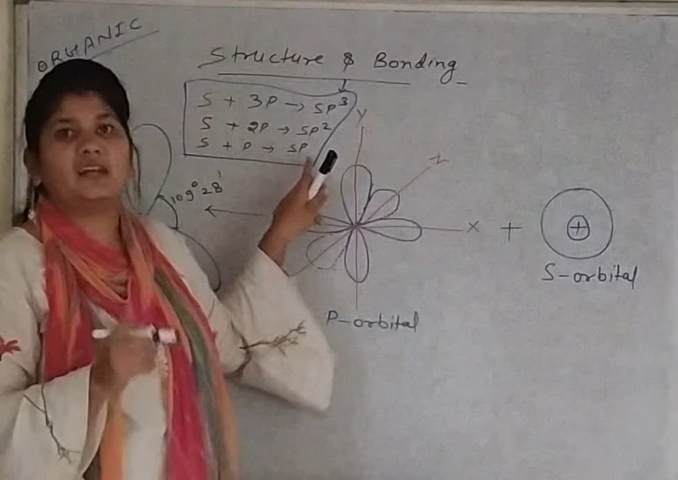 ORGANIC
Structure & Bonding
S + 3P → SP³
S + 2P → SP²
S + P → SP
Y
Z
109° 28'
X
+
+
S-orbital
P-orbital